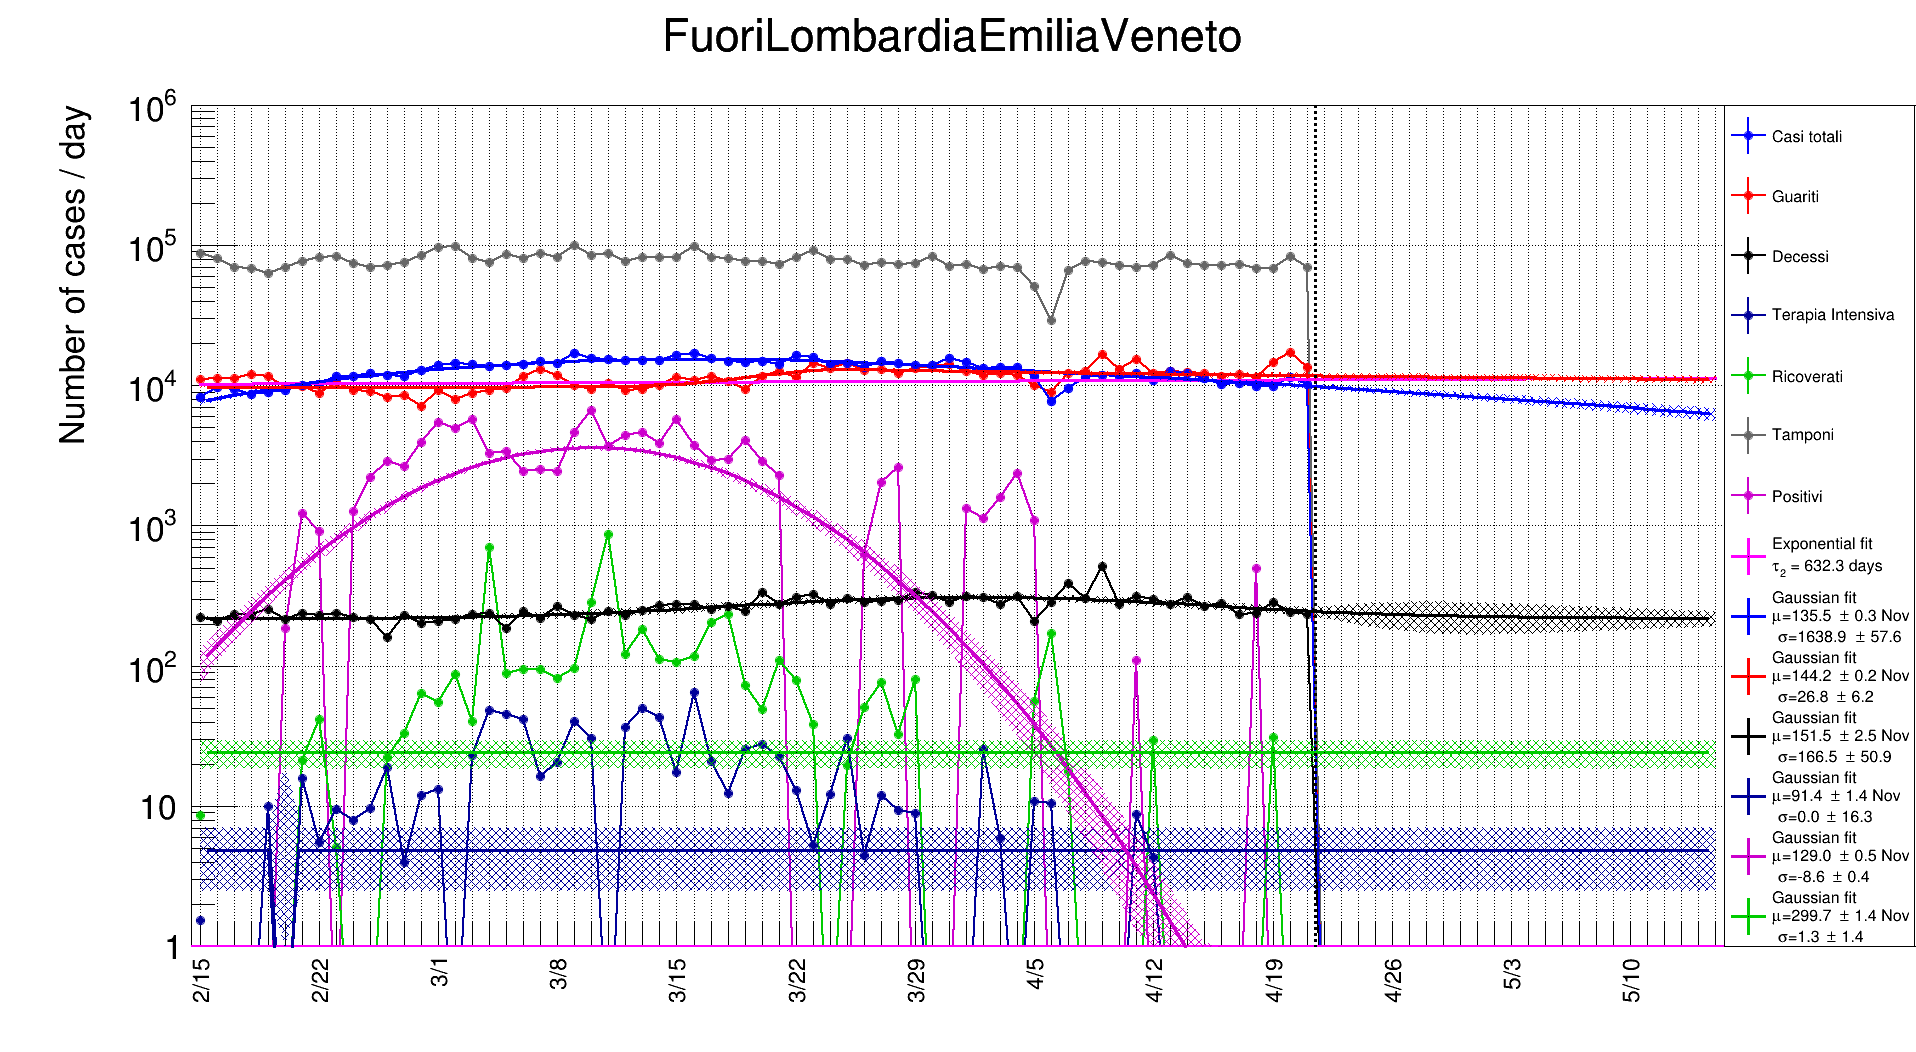 FuoriLombardiaEmiliaVeneto
Number of cases / day
10^6
10^5
10^4
10^3
10^2
10
1
2/15 2/22 3/1 3/8 3/15 3/22 3/29 4/5 4/12 4/19 4/26 5/3 5/10
Casi totali
Guariti
Decessi
Terapia Intensiva
Ricoverati
Tamponi
Positivi
Exponential fit
τ2 = 632.3 days
Gaussian fit
μ=135.5 ± 0.3 Nov
σ=1638.9 ± 57.6
Gaussian fit
μ=144.2 ± 0.2 Nov
σ=26.8 ± 6.2
Gaussian fit
μ=151.5 ± 2.5 Nov
σ=166.5 ± 50.9
Gaussian fit
μ=91.4 ± 1.4 Nov
σ=0.0 ± 16.3
Gaussian fit
μ=129.0 ± 0.5 Nov
σ=-8.6 ± 0.4
Gaussian fit
μ=299.7 ± 1.4 Nov
σ=1.3 ± 1.4